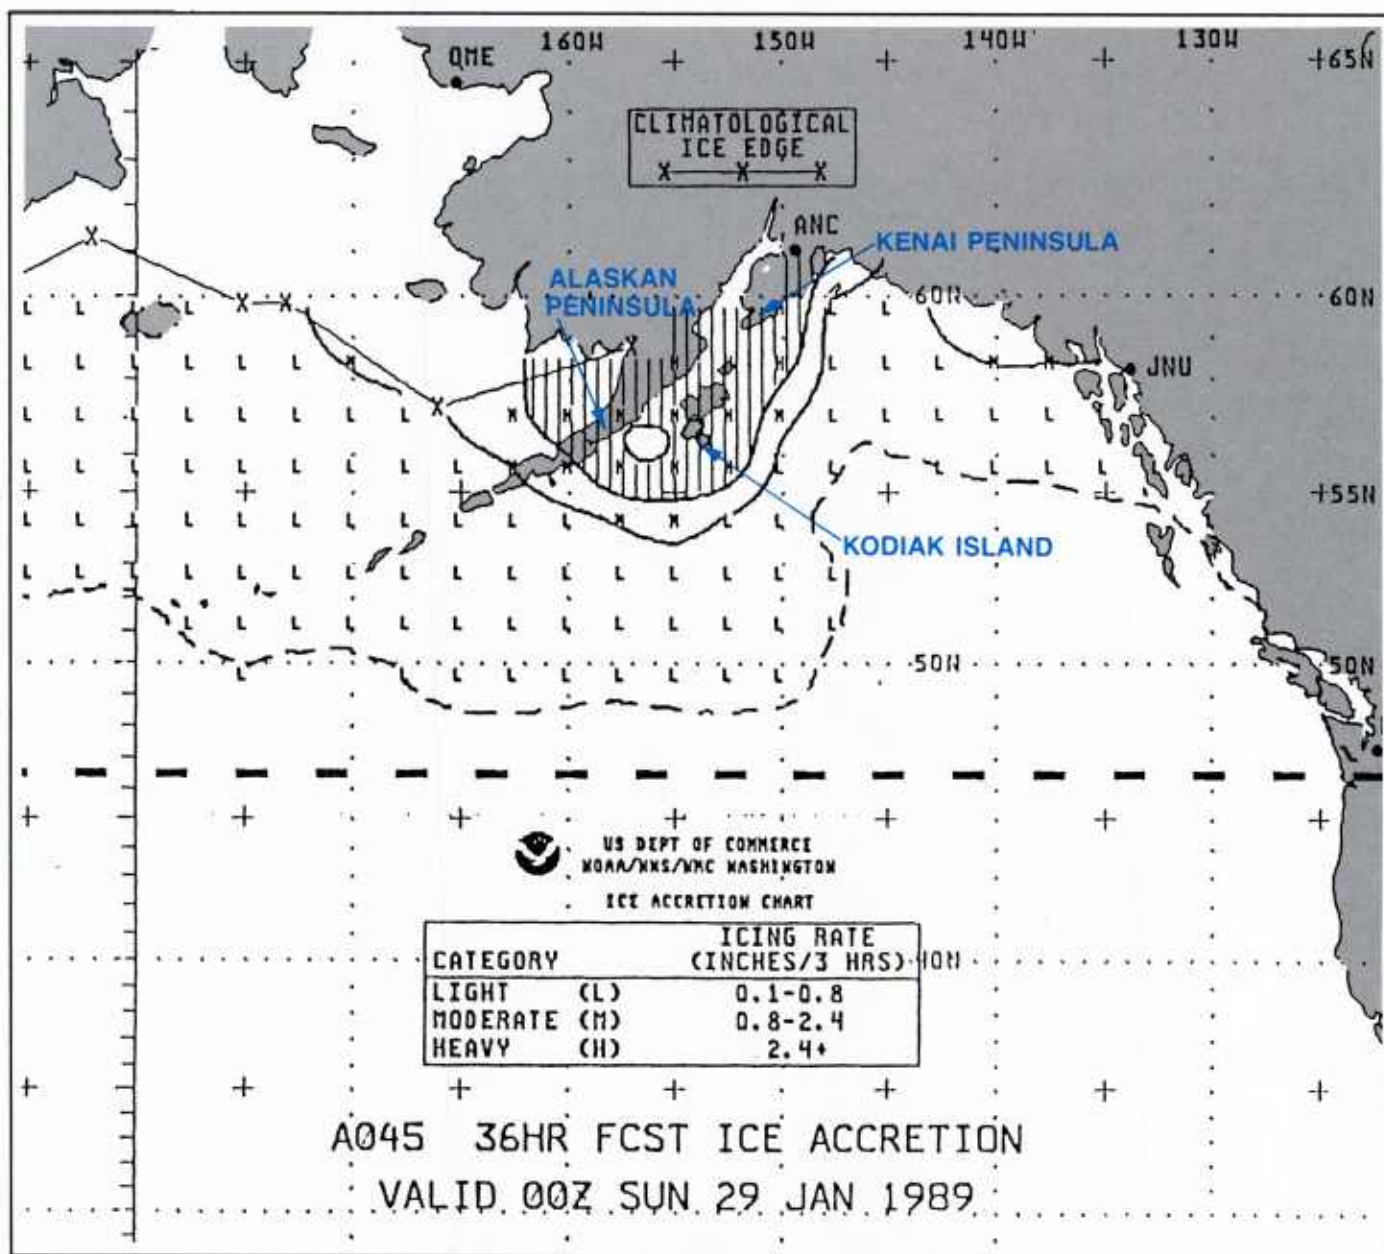 160W 150W 140W 130W
QME 65N
CLIMATOLOGICAL
ICE EDGE
X X X
ANC
KENAI PENINSULA
ALASKAN
PENINSULA
60N 60N
JNU
55N
KODIAK ISLAND
50N 50N
US DEPT OF COMMERCE
NOAA/NWS/NMC WASHINGTON
ICE ACCRETION CHART
CATEGORY ICING RATE
(INCHES/3 HRS)
LIGHT (L) 0.1-0.8
MODERATE (M) 0.8-2.4
HEAVY (H) 2.4+
A045 36HR FCST ICE ACCRETION
VALID 00Z SUN 29 JAN 1989